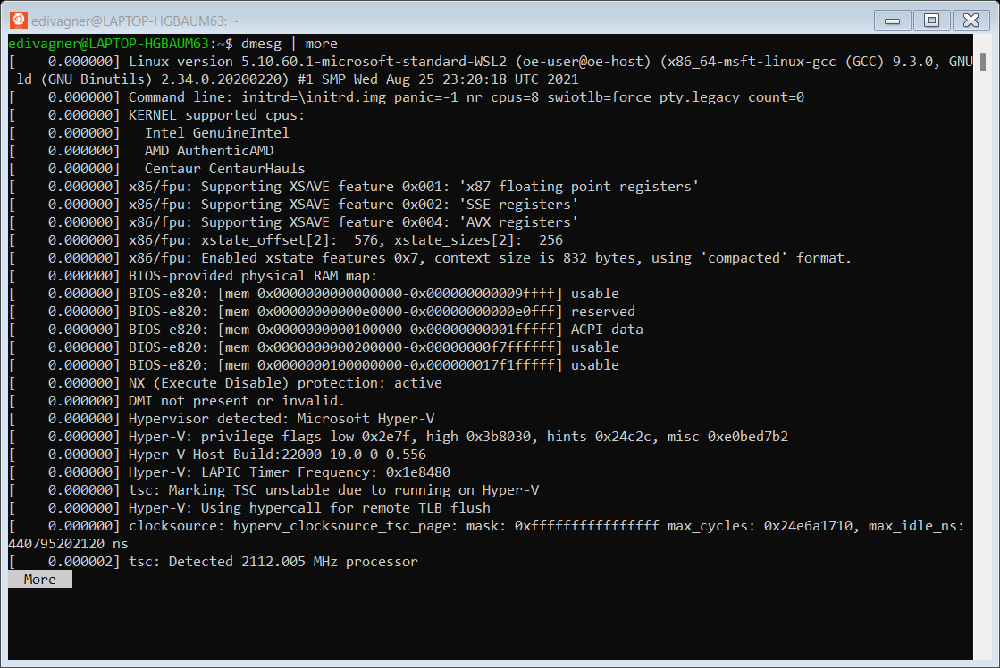 edivagner@LAPTOP-HGBAUM63: ~
edivagner@LAPTOP-HGBAUM63:~$ dmesg | more
[    0.000000] Linux version 5.10.60.1-microsoft-standard-WSL2 (oe-user@oe-host) (x86_64-msft-linux-gcc (GCC) 9.3.0, GNU
 ld (GNU Binutils) 2.34.0.20200220) #1 SMP Wed Aug 25 23:20:18 UTC 2021
[    0.000000] Command line: initrd=\initrd.img panic=-1 nr_cpus=8 swiotlb=force pty.legacy_count=0
[    0.000000] KERNEL supported cpus:
[    0.000000]   Intel GenuineIntel
[    0.000000]   AMD AuthenticAMD
[    0.000000]   Centaur CentaurHauls
[    0.000000] x86/fpu: Supporting XSAVE feature 0x001: 'x87 floating point registers'
[    0.000000] x86/fpu: Supporting XSAVE feature 0x002: 'SSE registers'
[    0.000000] x86/fpu: Supporting XSAVE feature 0x004: 'AVX registers'
[    0.000000] x86/fpu: xstate_offset[2]:  576, xstate_sizes[2]:  256
[    0.000000] x86/fpu: Enabled xstate features 0x7, context size is 832 bytes, using 'compacted' format.
[    0.000000] BIOS-provided physical RAM map:
[    0.000000] BIOS-e820: [mem 0x0000000000000000-0x000000000009ffff] usable
[    0.000000] BIOS-e820: [mem 0x00000000000e0000-0x00000000000e0fff] reserved
[    0.000000] BIOS-e820: [mem 0x0000000000100000-0x00000000001fffff] ACPI data
[    0.000000] BIOS-e820: [mem 0x0000000000200000-0x00000000f7ffffff] usable
[    0.000000] BIOS-e820: [mem 0x0000000100000000-0x000000017f1fffff] usable
[    0.000000] NX (Execute Disable) protection: active
[    0.000000] DMI not present or invalid.
[    0.000000] Hypervisor detected: Microsoft Hyper-V
[    0.000000] Hyper-V: privilege flags low 0x2e7f, high 0x3b8030, hints 0x24c2c, misc 0xe0bed7b2
[    0.000000] Hyper-V Host Build:22000-10.0-0-0.556
[    0.000000] Hyper-V: LAPIC Timer Frequency: 0x1e8480
[    0.000000] tsc: Marking TSC unstable due to running on Hyper-V
[    0.000000] Hyper-V: Using hypercall for remote TLB flush
[    0.000000] clocksource: hyperv_clocksource_tsc_page: mask: 0xffffffffffffffff max_cycles: 0x24e6a1710, max_idle_ns:
440795202120 ns
[    0.000002] tsc: Detected 2112.005 MHz processor
--More--